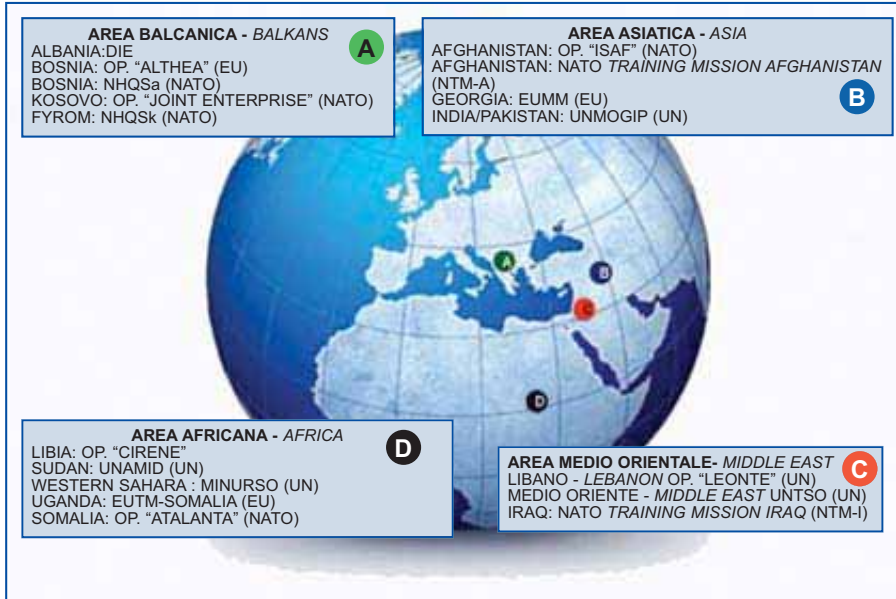 AREA BALCANICA - BALKANS
A
ALBANIA:DIE
BOSNIA: OP. “ALTHEA” (EU)
BOSNIA: NHQSa (NATO)
KOSOVO: OP. “JOINT ENTERPRISE” (NATO)
FYROM: NHQSk (NATO)
AREA ASIATICA - ASIA
AFGHANISTAN: OP. “ISAF” (NATO)
AFGHANISTAN: NATO TRAINING MISSION AFGHANISTAN
(NTM-A)
B
GEORGIA: EUMM (EU)
INDIA/PAKISTAN: UNMOGIP (UN)
A
B
C
D
AREA AFRICANA - AFRICA
D
LIBIA: OP. “CIRENE”
SUDAN: UNAMID (UN)
WESTERN SAHARA : MINURSO (UN)
UGANDA: EUTM-SOMALIA (EU)
SOMALIA: OP. “ATALANTA” (NATO)
AREA MEDIO ORIENTALE- MIDDLE EAST
C
LIBANO - LEBANON OP. “LEONTE” (UN)
MEDIO ORIENTE - MIDDLE EAST UNTSO (UN)
IRAQ: NATO TRAINING MISSION IRAQ (NTM-I)